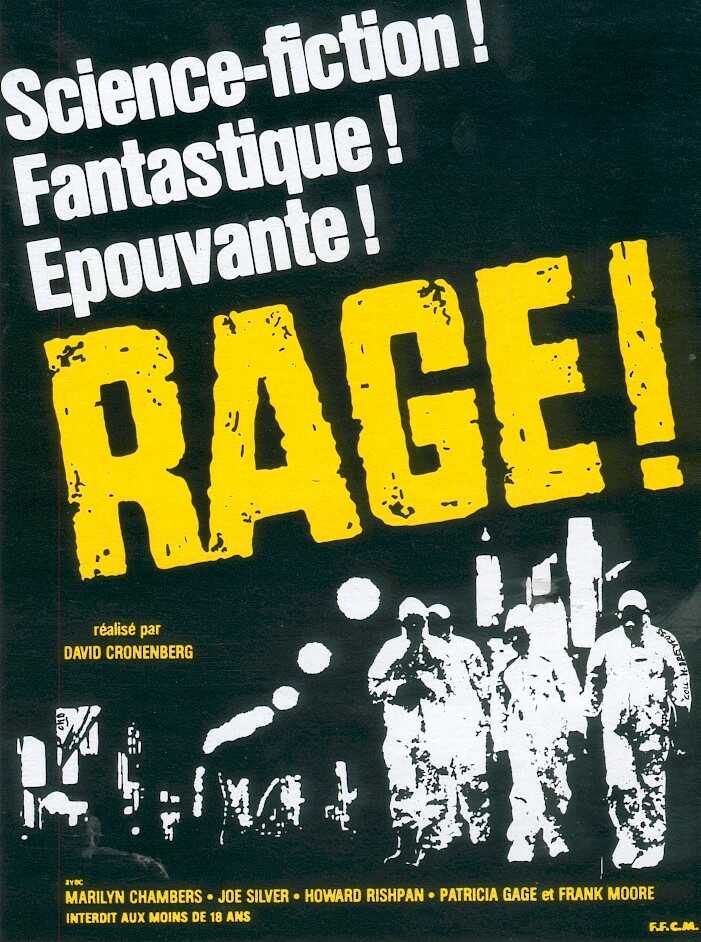 Science-fiction !
Fantastique !
Epouvante !
RAGE !
réalisé par
DAVID CRONENBERG
avec
MARILYN CHAMBERS • JOE SILVER • HOWARD RISHPAN • PATRICIA GAGE et FRANK MOORE
INTERDIT AUX MOINS DE 18 ANS
F.F.C.M.